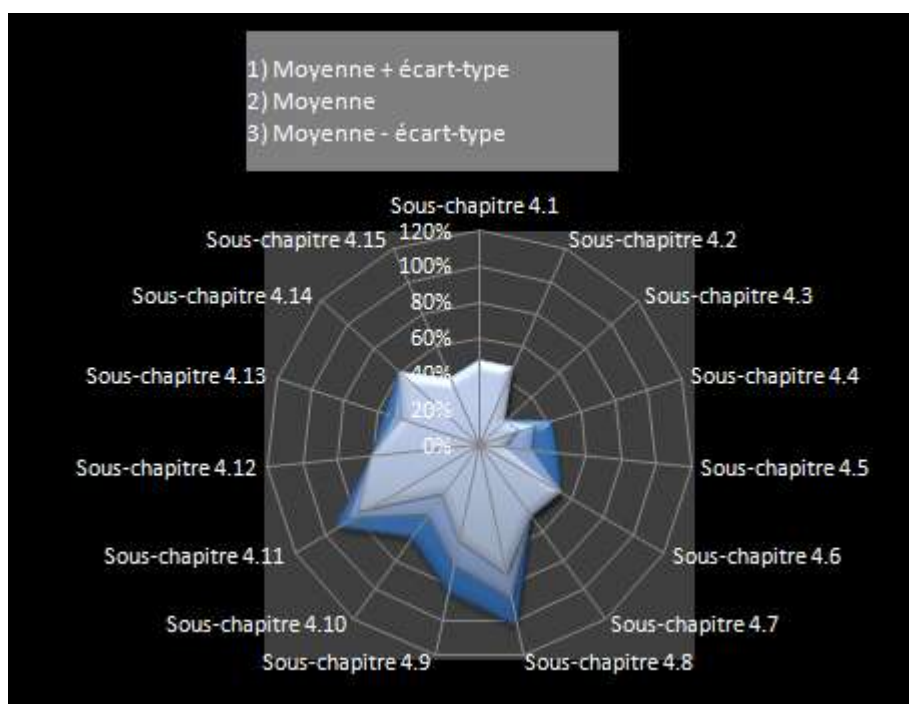 1) Moyenne + écart-type
2) Moyenne
3) Moyenne - écart-type
Sous-chapitre 4.1
Sous-chapitre 4.2
Sous-chapitre 4.3
Sous-chapitre 4.4
Sous-chapitre 4.5
Sous-chapitre 4.6
Sous-chapitre 4.7
Sous-chapitre 4.8
Sous-chapitre 4.9
Sous-chapitre 4.10
Sous-chapitre 4.11
Sous-chapitre 4.12
Sous-chapitre 4.13
Sous-chapitre 4.14
Sous-chapitre 4.15
120%
100%
80%
60%
40%
20%
0%